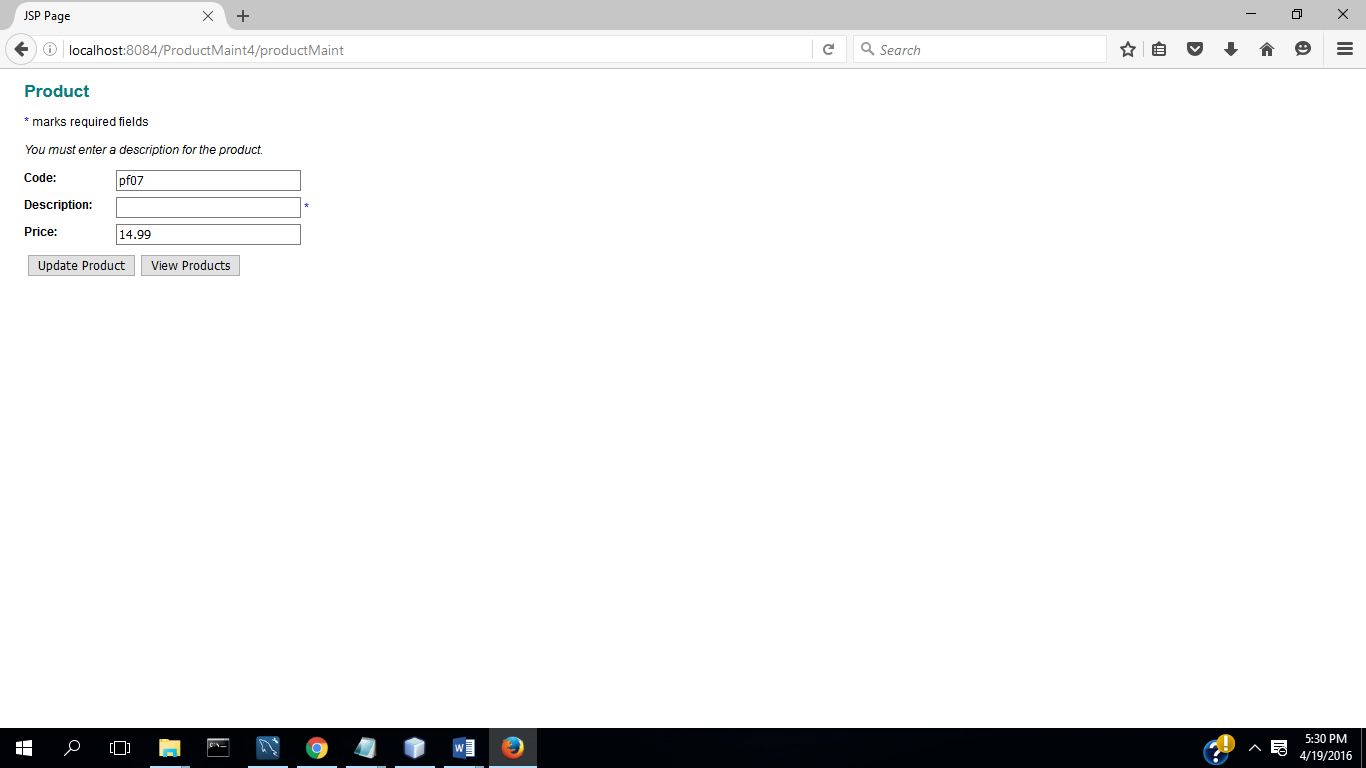 JSP Page
localhost:8084/ProductMaint4/productMaint
Search
Product
* marks required fields
You must enter a description for the product.
Code: pf07
Description: *
Price: 14.99
Update Product View Products
5:30 PM
4/19/2016